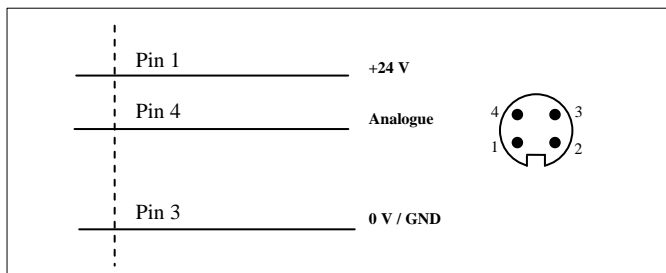 Pin 1
+24 V
Pin 4
Analogue
Pin 3
0 V / GND
4 3
1 2